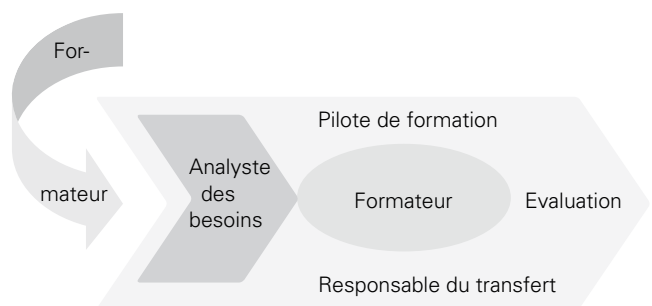 For-
mateur
Pilote de formation
Analyste
des
besoins
Formateur
Evaluation
Responsable du transfert